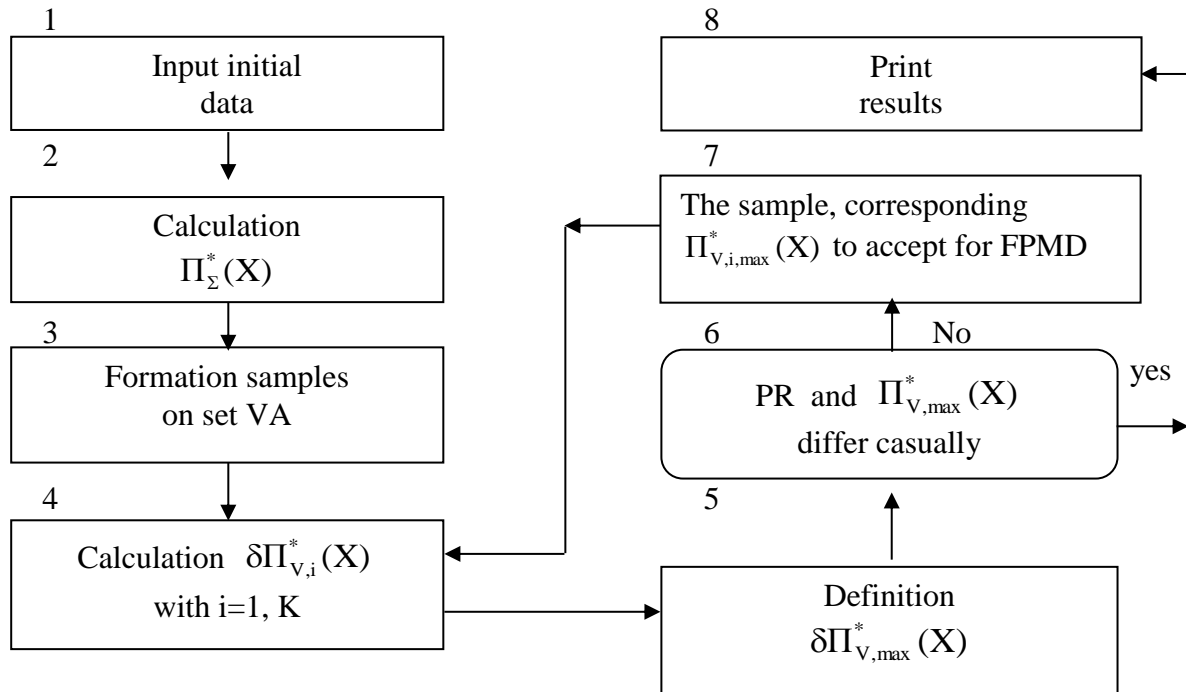 1
Input initial
data
2
Calculation
Π*Σ(X)
3
Formation samples
on set VA
4
Calculation δΠ*V,i(X)
with i=1, K
8
Print
results
7
The sample, corresponding
Π*V,i,max(X) to accept for FPMD
6
No
yes
PR and Π*V,max(X)
differ casually
5
Definition
δΠ*V,max(X)